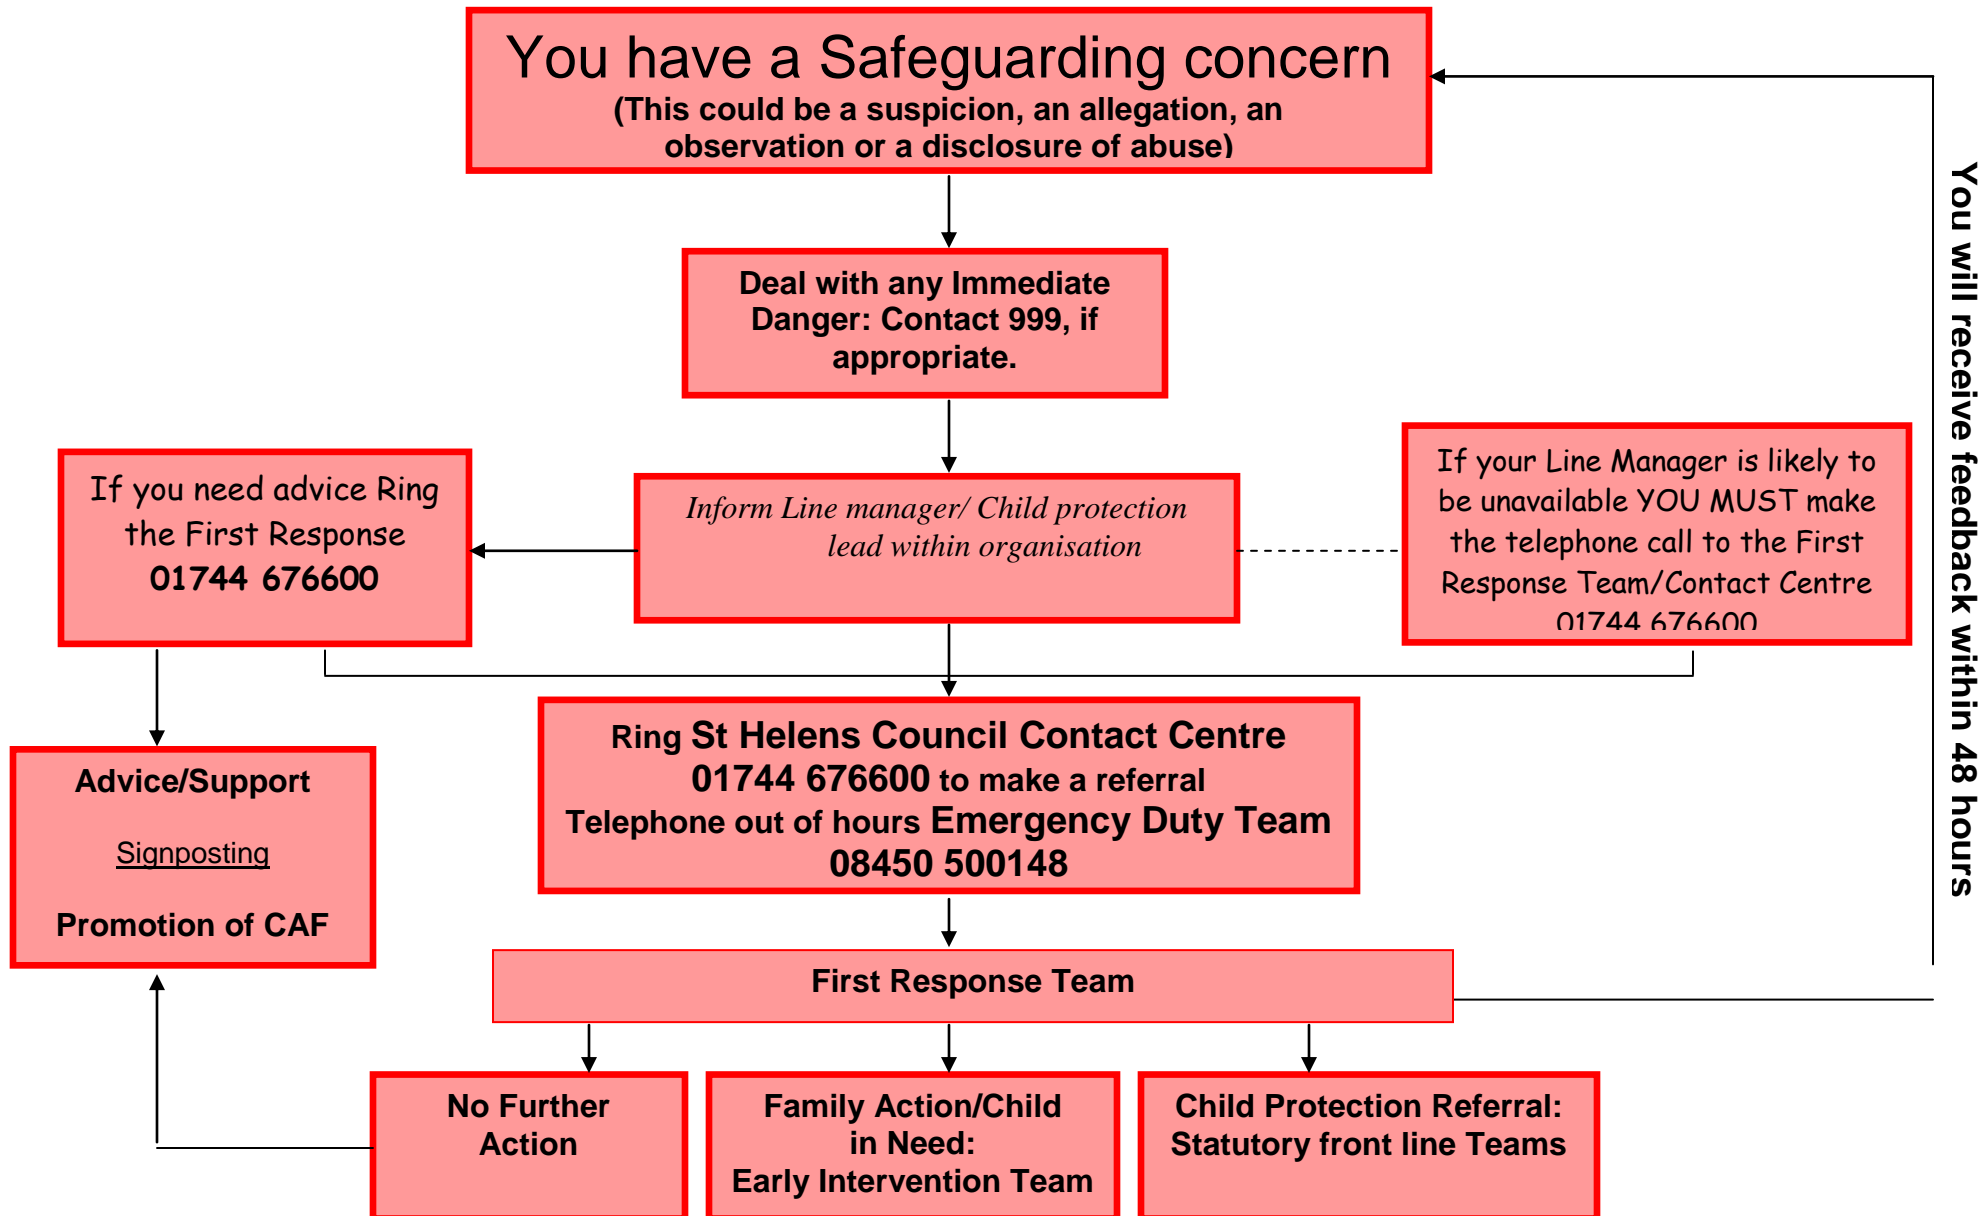 You have a Safeguarding concern
(This could be a suspicion, an allegation, an
observation or a disclosure of abuse)
Deal with any Immediate
Danger: Contact 999, if
appropriate.
If you need advice Ring
the First Response
01744 676600
Inform Line manager/ Child protection
lead within organisation
If your Line Manager is likely to
be unavailable YOU MUST make
the telephone call to the First
Response Team/Contact Centre
01744 676600
You will receive feedback within 48 hours
Advice/Support
Signposting
Promotion of CAF
Ring St Helens Council Contact Centre
01744 676600 to make a referral
Telephone out of hours Emergency Duty Team
08450 500148
First Response Team
No Further
Action
Family Action/Child
in Need:
Early Intervention Team
Child Protection Referral:
Statutory front line Teams